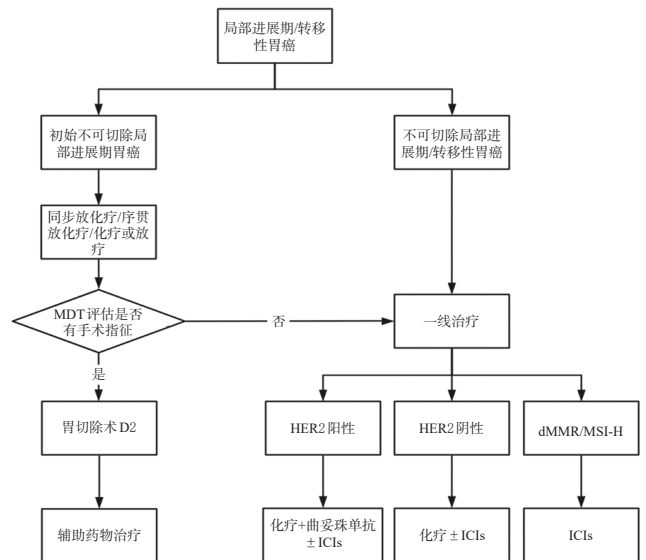 局部进展期/转移
性胃癌
初始不可切除局
部进展期胃癌
不可切除局部进
展期/转移性胃癌
同步放化疗/序贯
放化疗/化疗或放
疗
MDT评估是否
有手术指征
否
一线治疗
是
胃切除术D2
HER2阳性
HER2阴性
dMMR/MSI-H
辅助药物治疗
化疗+曲妥珠单抗
±ICIs
化疗±ICIs
ICIs